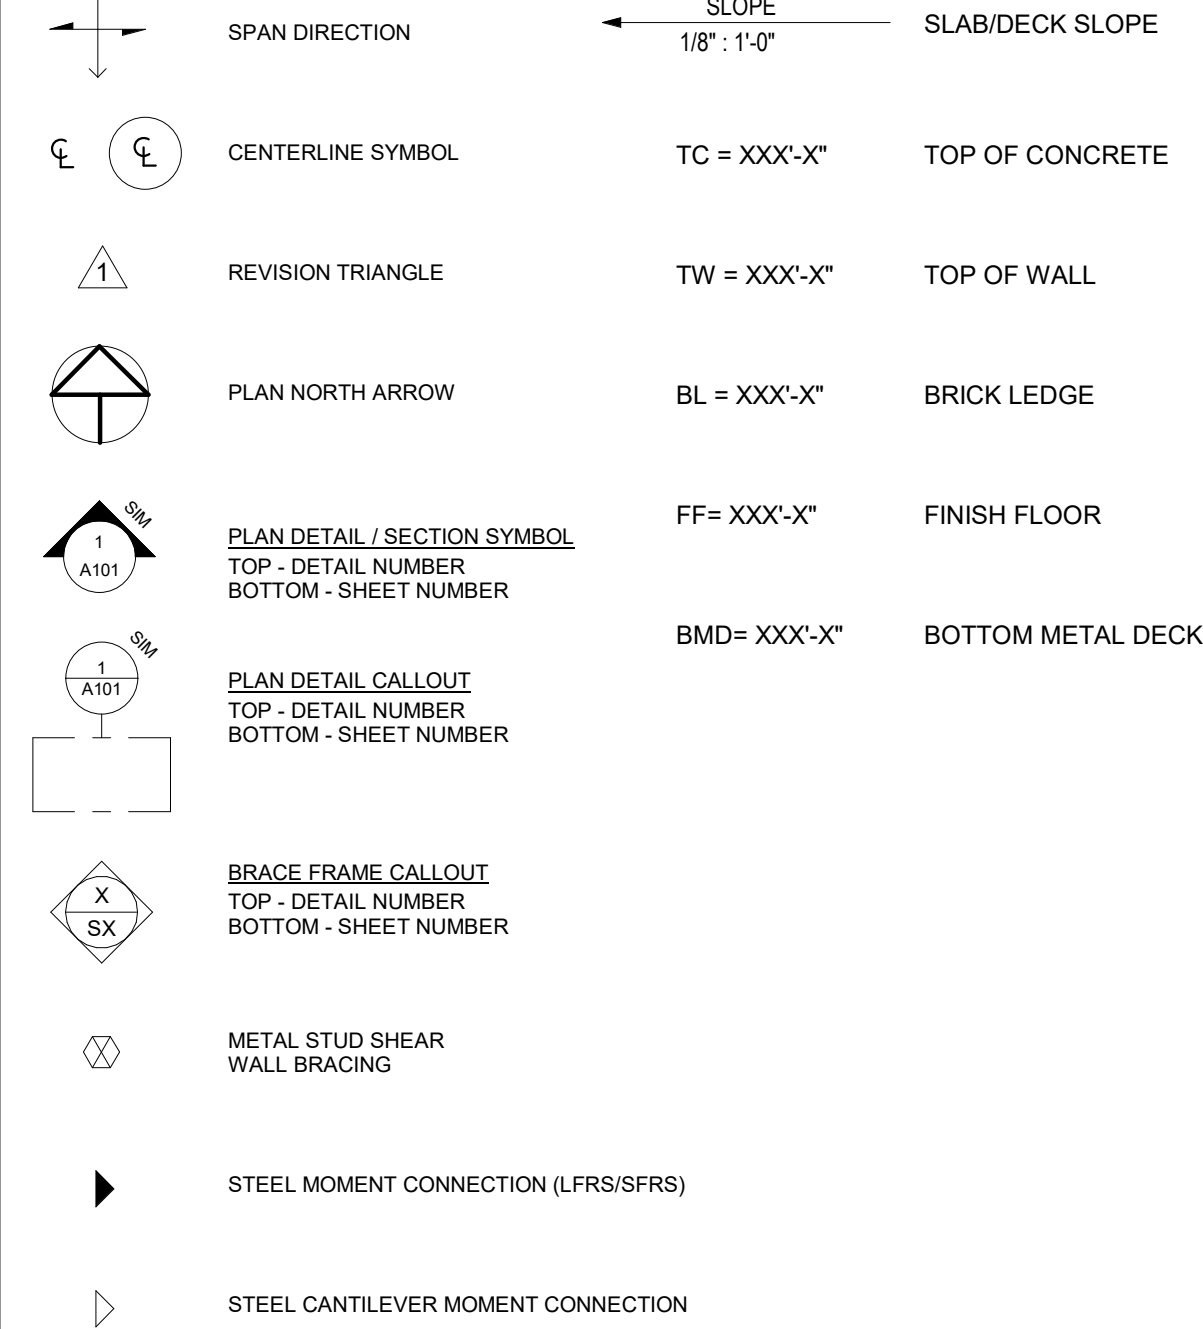 SLOPE
SPAN DIRECTION
1/8" : 1'-0"
SLAB/DECK SLOPE
℄ ℄
CENTERLINE SYMBOL
TC = XXX'-X"
TOP OF CONCRETE
1
REVISION TRIANGLE
TW = XXX'-X"
TOP OF WALL
PLAN NORTH ARROW
BL = XXX'-X"
BRICK LEDGE
SIM
1
A101
PLAN DETAIL / SECTION SYMBOL
TOP - DETAIL NUMBER
BOTTOM - SHEET NUMBER
FF= XXX'-X"
FINISH FLOOR
SIM
1
A101
PLAN DETAIL CALLOUT
TOP - DETAIL NUMBER
BOTTOM - SHEET NUMBER
BMD= XXX'-X"
BOTTOM METAL DECK
X
SX
BRACE FRAME CALLOUT
TOP - DETAIL NUMBER
BOTTOM - SHEET NUMBER
METAL STUD SHEAR
WALL BRACING
STEEL MOMENT CONNECTION (LFRS/SFRS)
STEEL CANTILEVER MOMENT CONNECTION